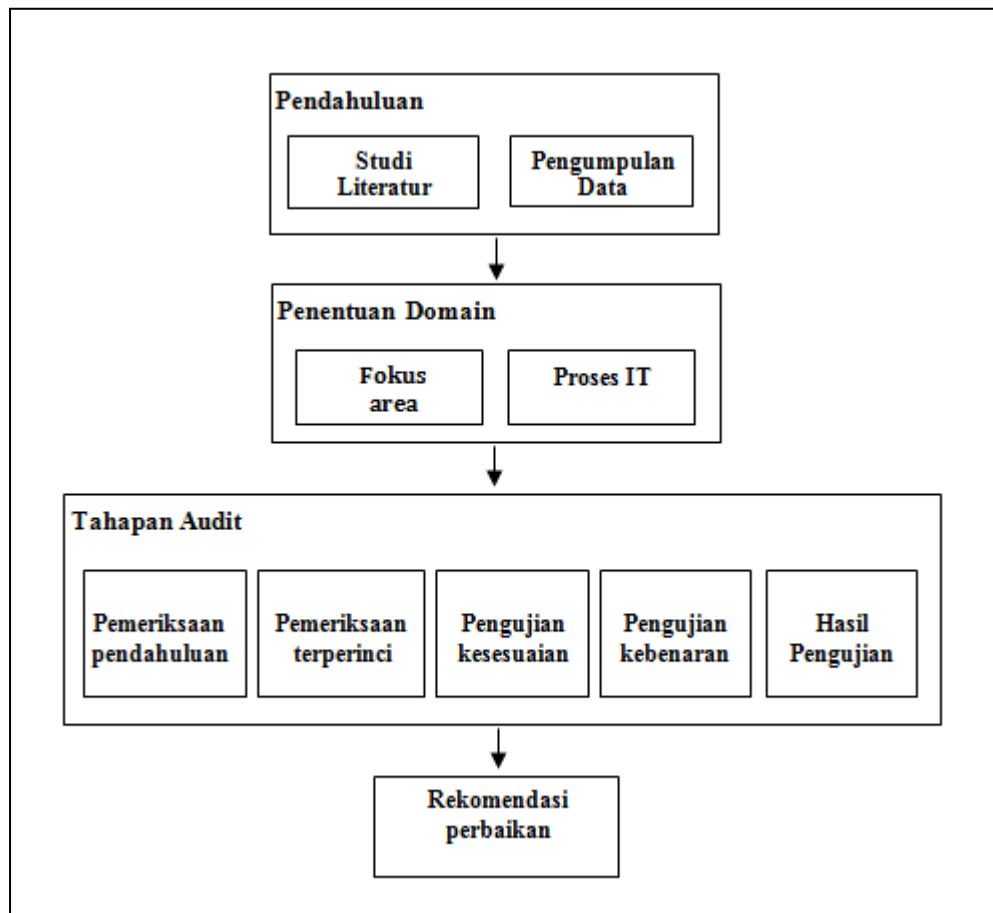 Pendahuluan
Studi
Literatur
Pengumpulan
Data
Penentuan Domain
Fokus
area
Proses IT
Tahapan Audit
Pemeriksaan
pendahuluan
Pemeriksaan
terperinci
Pengujian
kesesuaian
Pengujian
kebenaran
Hasil
Pengujian
Rekomendasi
perbaikan